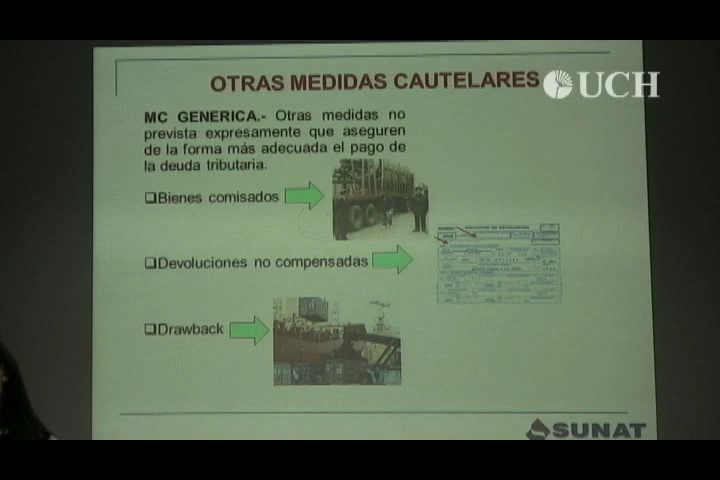 OTRAS MEDIDAS CAUTELARES
UCH
MC GENERICA.- Otras medidas no
prevista expresamente que aseguren
de la forma más adecuada el pago de
la deuda tributaria.
❑Bienes comisados
❑Devoluciones no compensadas
❑Drawback
SUNAT